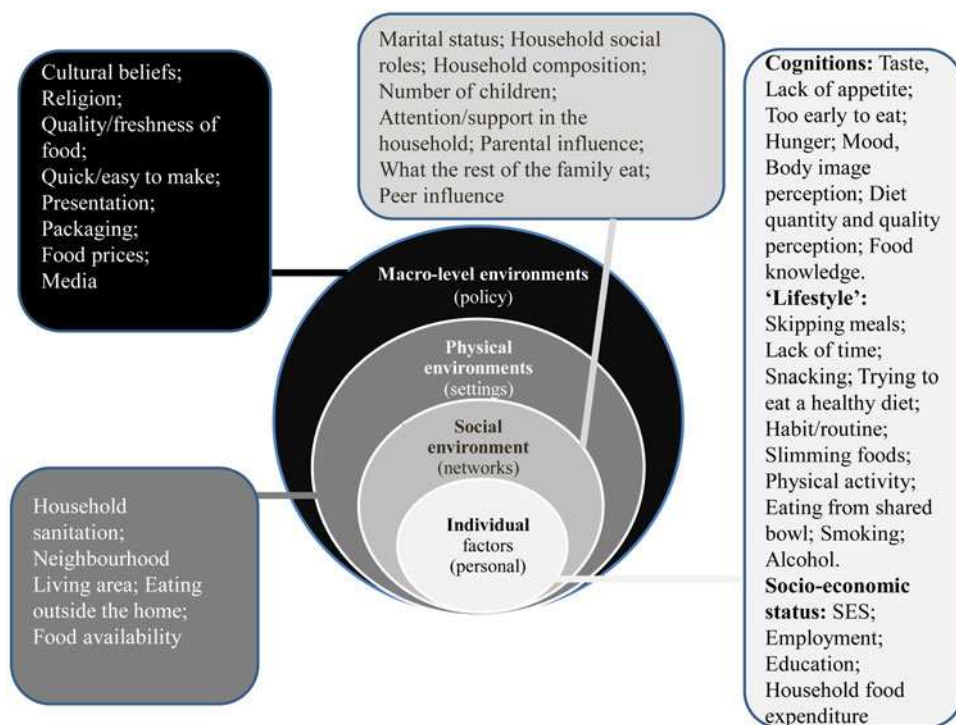 Cultural beliefs;
Religion;
Quality/freshness of
food;
Quick/easy to make;
Presentation;
Packaging;
Food prices;
Media
Marital status; Household social
roles; Household composition;
Number of children;
Attention/support in the
household; Parental influence;
What the rest of the family eat;
Peer influence
Cognitions: Taste,
Lack of appetite;
Too early to eat;
Hunger; Mood,
Body image
perception; Diet
quantity and quality
perception; Food
knowledge.
‘Lifestyle’:
Skipping meals;
Lack of time;
Snacking; Trying to
eat a healthy diet;
Habit/routine;
Slimming foods;
Physical activity;
Eating from shared
bowl; Smoking;
Alcohol.
Socio-economic
status: SES;
Employment;
Education;
Household food
expenditure
Macro-level environments
(policy)
Physical
environments
(settings)
Social
environment
(networks)
Individual
factors
(personal)
Household
sanitation;
Neighbourhood
Living area; Eating
outside the home;
Food availability